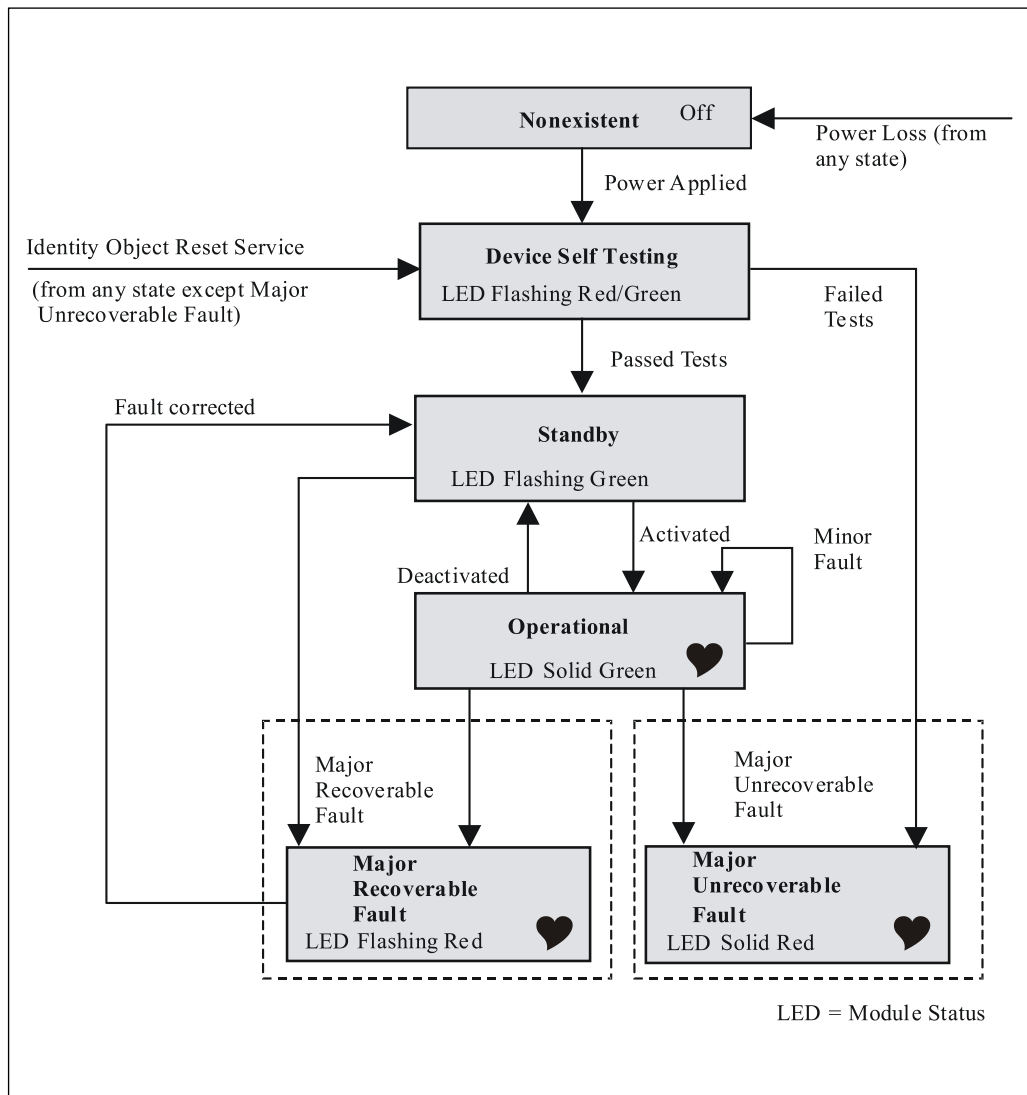 Nonexistent Off
Power Loss (from
any state)
Power Applied
Identity Object Reset Service
(from any state except Major
Unrecoverable Fault)
Device Self Testing
LED Flashing Red/Green
Failed
Tests
Passed Tests
Fault corrected
Standby
LED Flashing Green
Activated
Minor
Fault
Deactivated
Operational
LED Solid Green
Major
Recoverable
Fault
Major
Unrecoverable
Fault
Major
Recoverable
Fault
LED Flashing Red
Major
Unrecoverable
Fault
LED Solid Red
LED = Module Status